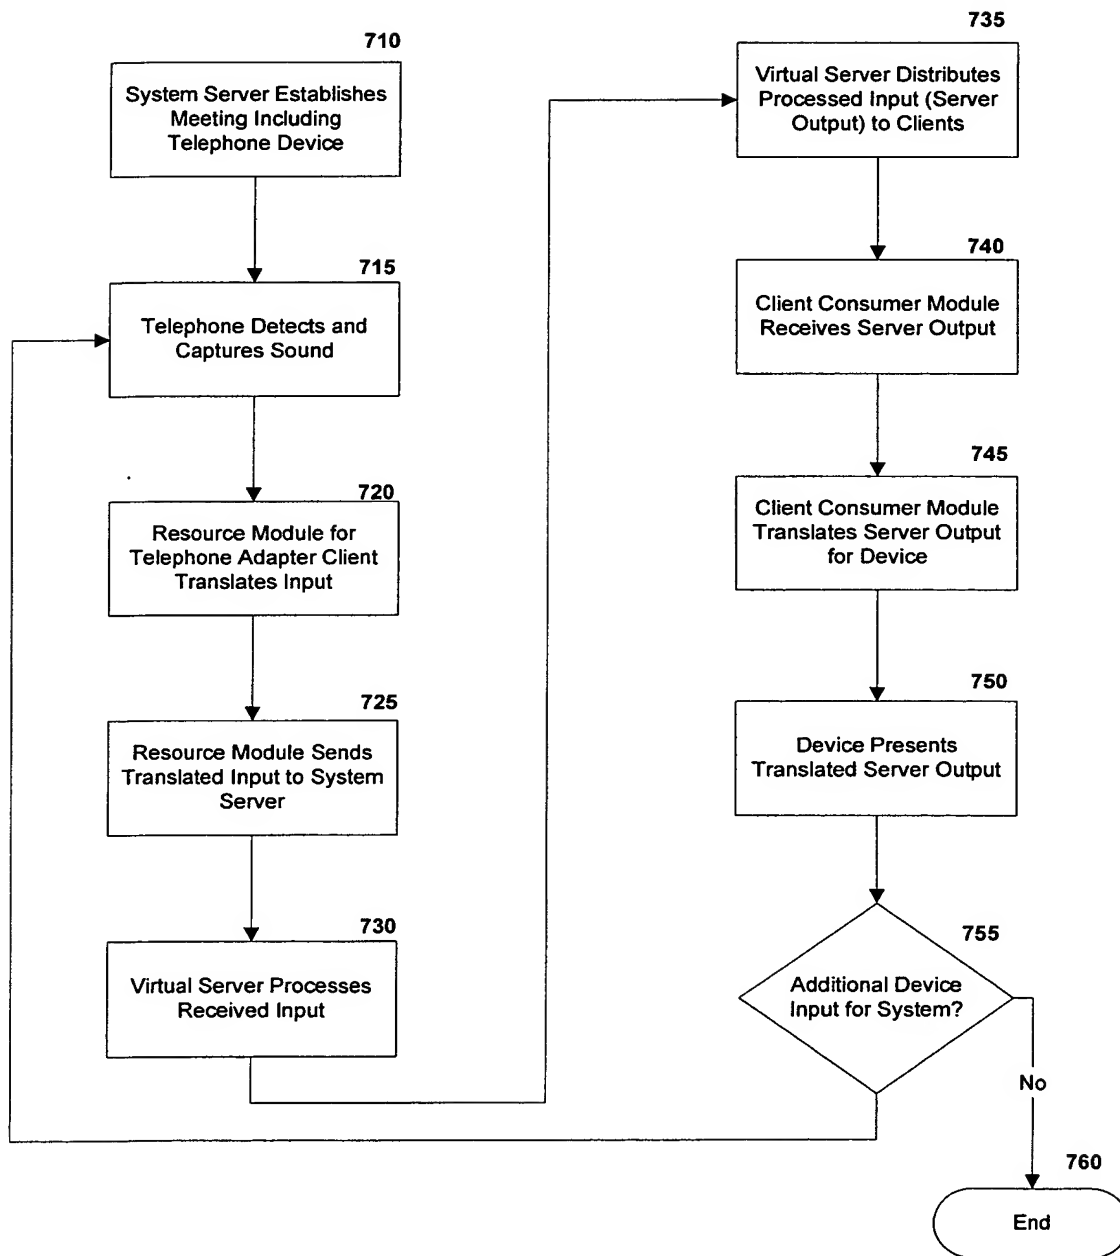 710
System Server Establishes
Meeting Including
Telephone Device
715
Telephone Detects and
Captures Sound
720
Resource Module for
Telephone Adapter Client
Translates Input
725
Resource Module Sends
Translated Input to System
Server
730
Virtual Server Processes
Received Input
735
Virtual Server Distributes
Processed Input (Server
Output) to Clients
740
Client Consumer Module
Receives Server Output
745
Client Consumer Module
Translates Server Output
for Device
750
Device Presents
Translated Server Output
755
Additional Device
Input for System?
No
760
End